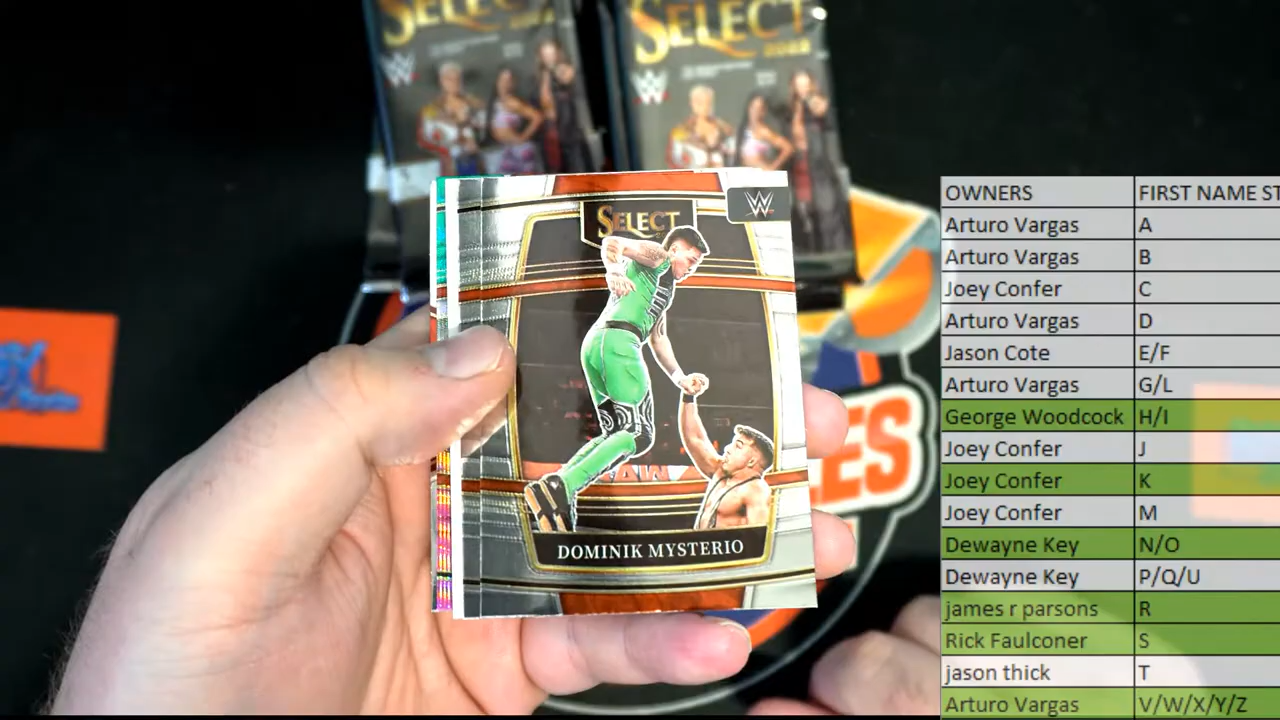 SELECT
SELECT
2022
W
W
SELECT
W
DOMINIK MYSTERIO
OWNERS FIRST NAME ST
Arturo Vargas A
Arturo Vargas B
Joey Confer C
Arturo Vargas D
Jason Cote E/F
Arturo Vargas G/L
George Woodcock H/I
Joey Confer J
Joey Confer K
Joey Confer M
Dewayne Key N/O
Dewayne Key P/Q/U
james r parsons R
Rick Faulconer S
jason thick T
Arturo Vargas V/W/X/Y/Z